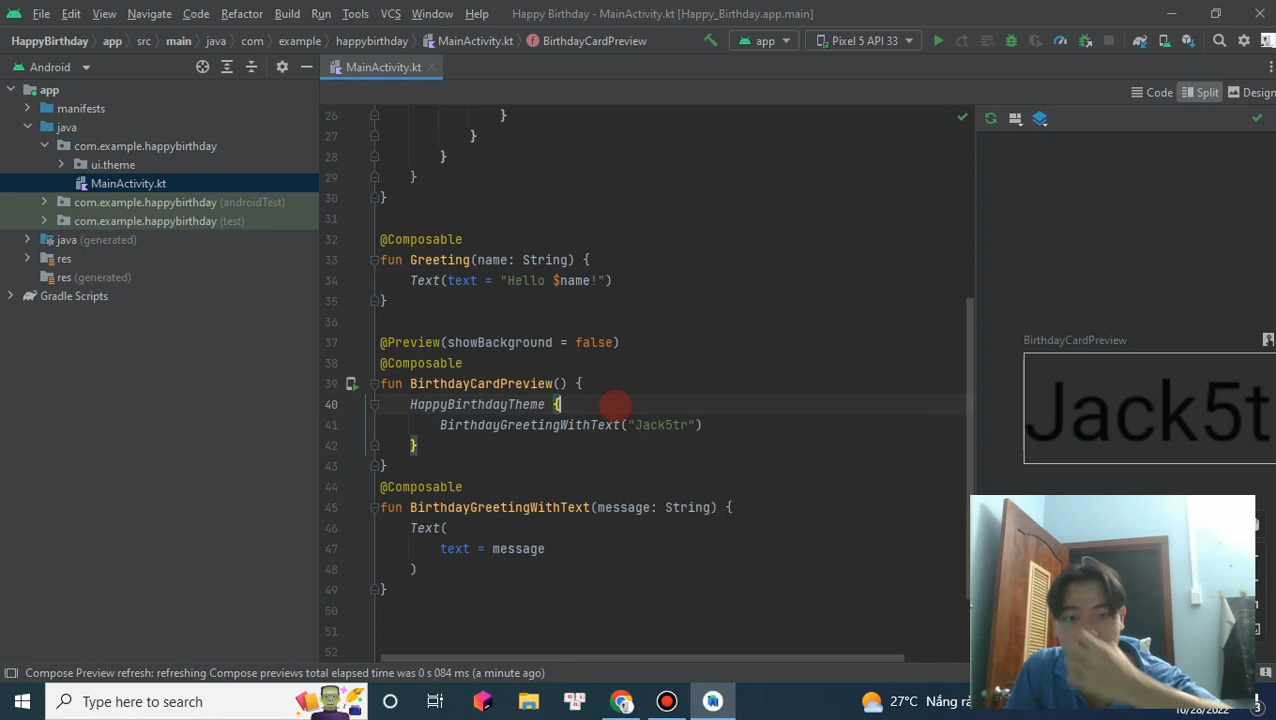 File Edit View Navigate Code Refactor Build Run Tools VCS Window Help Happy Birthday - MainActivity.kt [Happy_Birthday.app.main]
HappyBirthday app src main java com example happybirthday MainActivity.kt BirthdayCardPreview app Pixel 5 API 33
Android MainActivity.kt
Code Split Design
app
manifests
java
com.example.happybirthday
ui.theme
MainActivity.kt
com.example.happybirthday (androidTest)
com.example.happybirthday (test)
java (generated)
res
res (generated)
Gradle Scripts
26 }
27 }
28 }
29 }
30 }
31
32 @Composable
33 fun Greeting(name: String) {
34 Text(text = "Hello $name!")
35 }
36
37 @Preview(showBackground = false)
38 @Composable
39 fun BirthdayCardPreview() {
40 HappyBirthdayTheme {
41 BirthdayGreetingWithText("Jack5tr")
42 }
43 }
44 @Composable
45 fun BirthdayGreetingWithText(message: String) {
46 Text(
47 text = message
48 )
49 }
50
51
52
BirthdayCardPreview
Jack5t
Compose Preview refresh: refreshing Compose previews total elapsed time was 0 s 084 ms (a minute ago)
Type here to search 27°C Nắng rả
10/28/2022